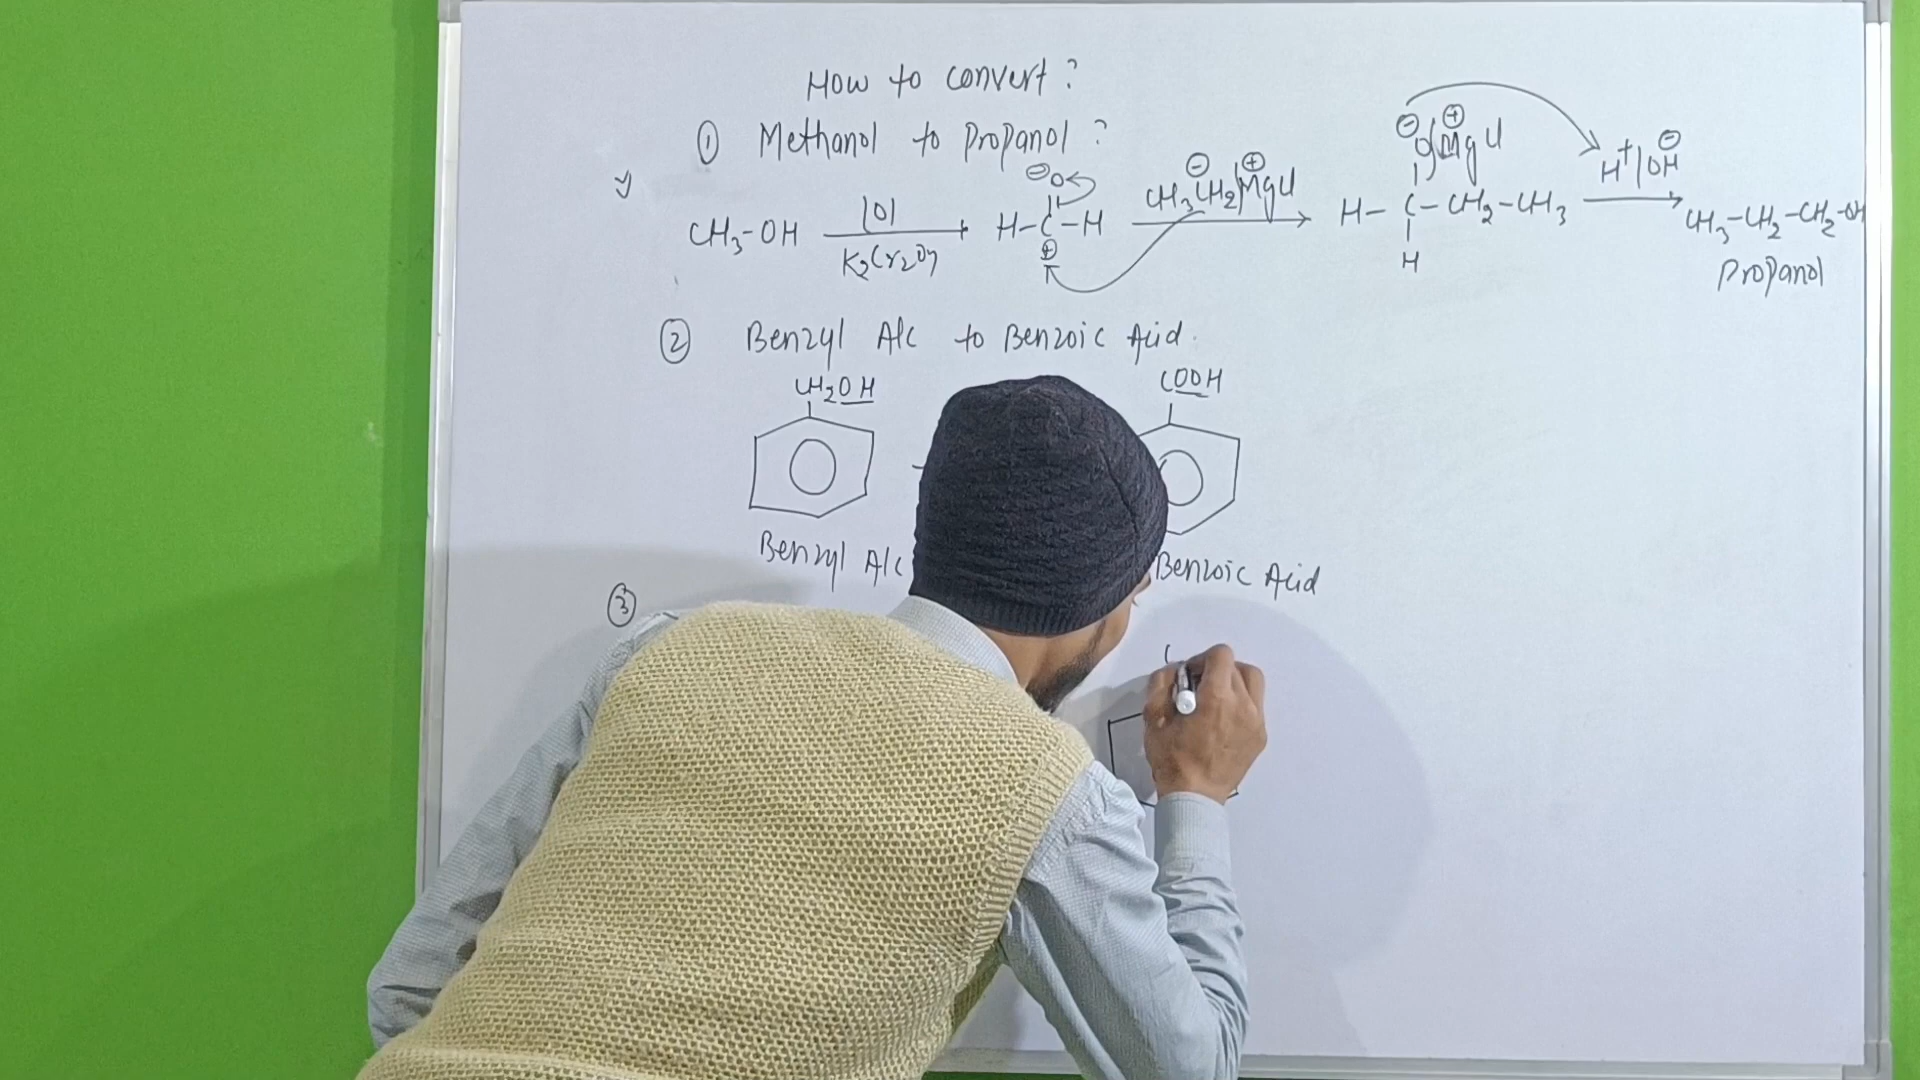 How to convert?
① Methanol to Propanol?
CH3-OH |O| K2Cr2O7 H-C-H ⊖O ⊕ CH3CH2MgCl ⊖ ⊕ H-C-CH2-CH3 ⊖ ⊕ OMgCl H H+/OH⊖ CH3-CH2-CH2-OH
Propanol
② Benzyl Alc to Benzoic Acid.
CH2OH COOH
Benzyl Alc Benzoic Acid
③